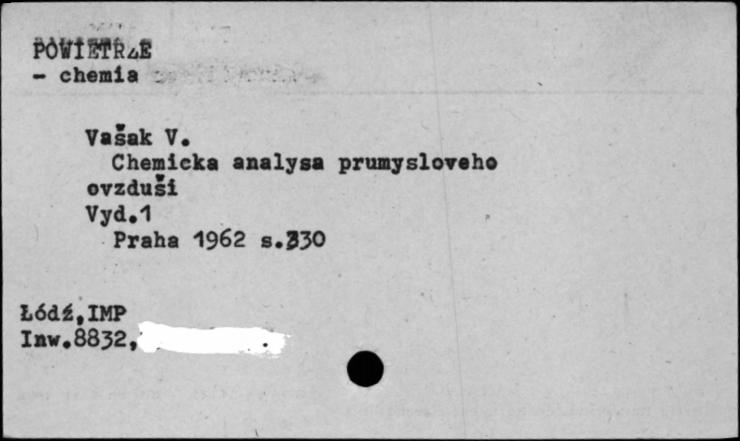 POWIETRZE
- chemia
Vašak V.
Chemicka analysa prumysloveho
ovzduši
Vyd.1
Praha 1962 s.330
Łódź,IMP
Inw.8832,